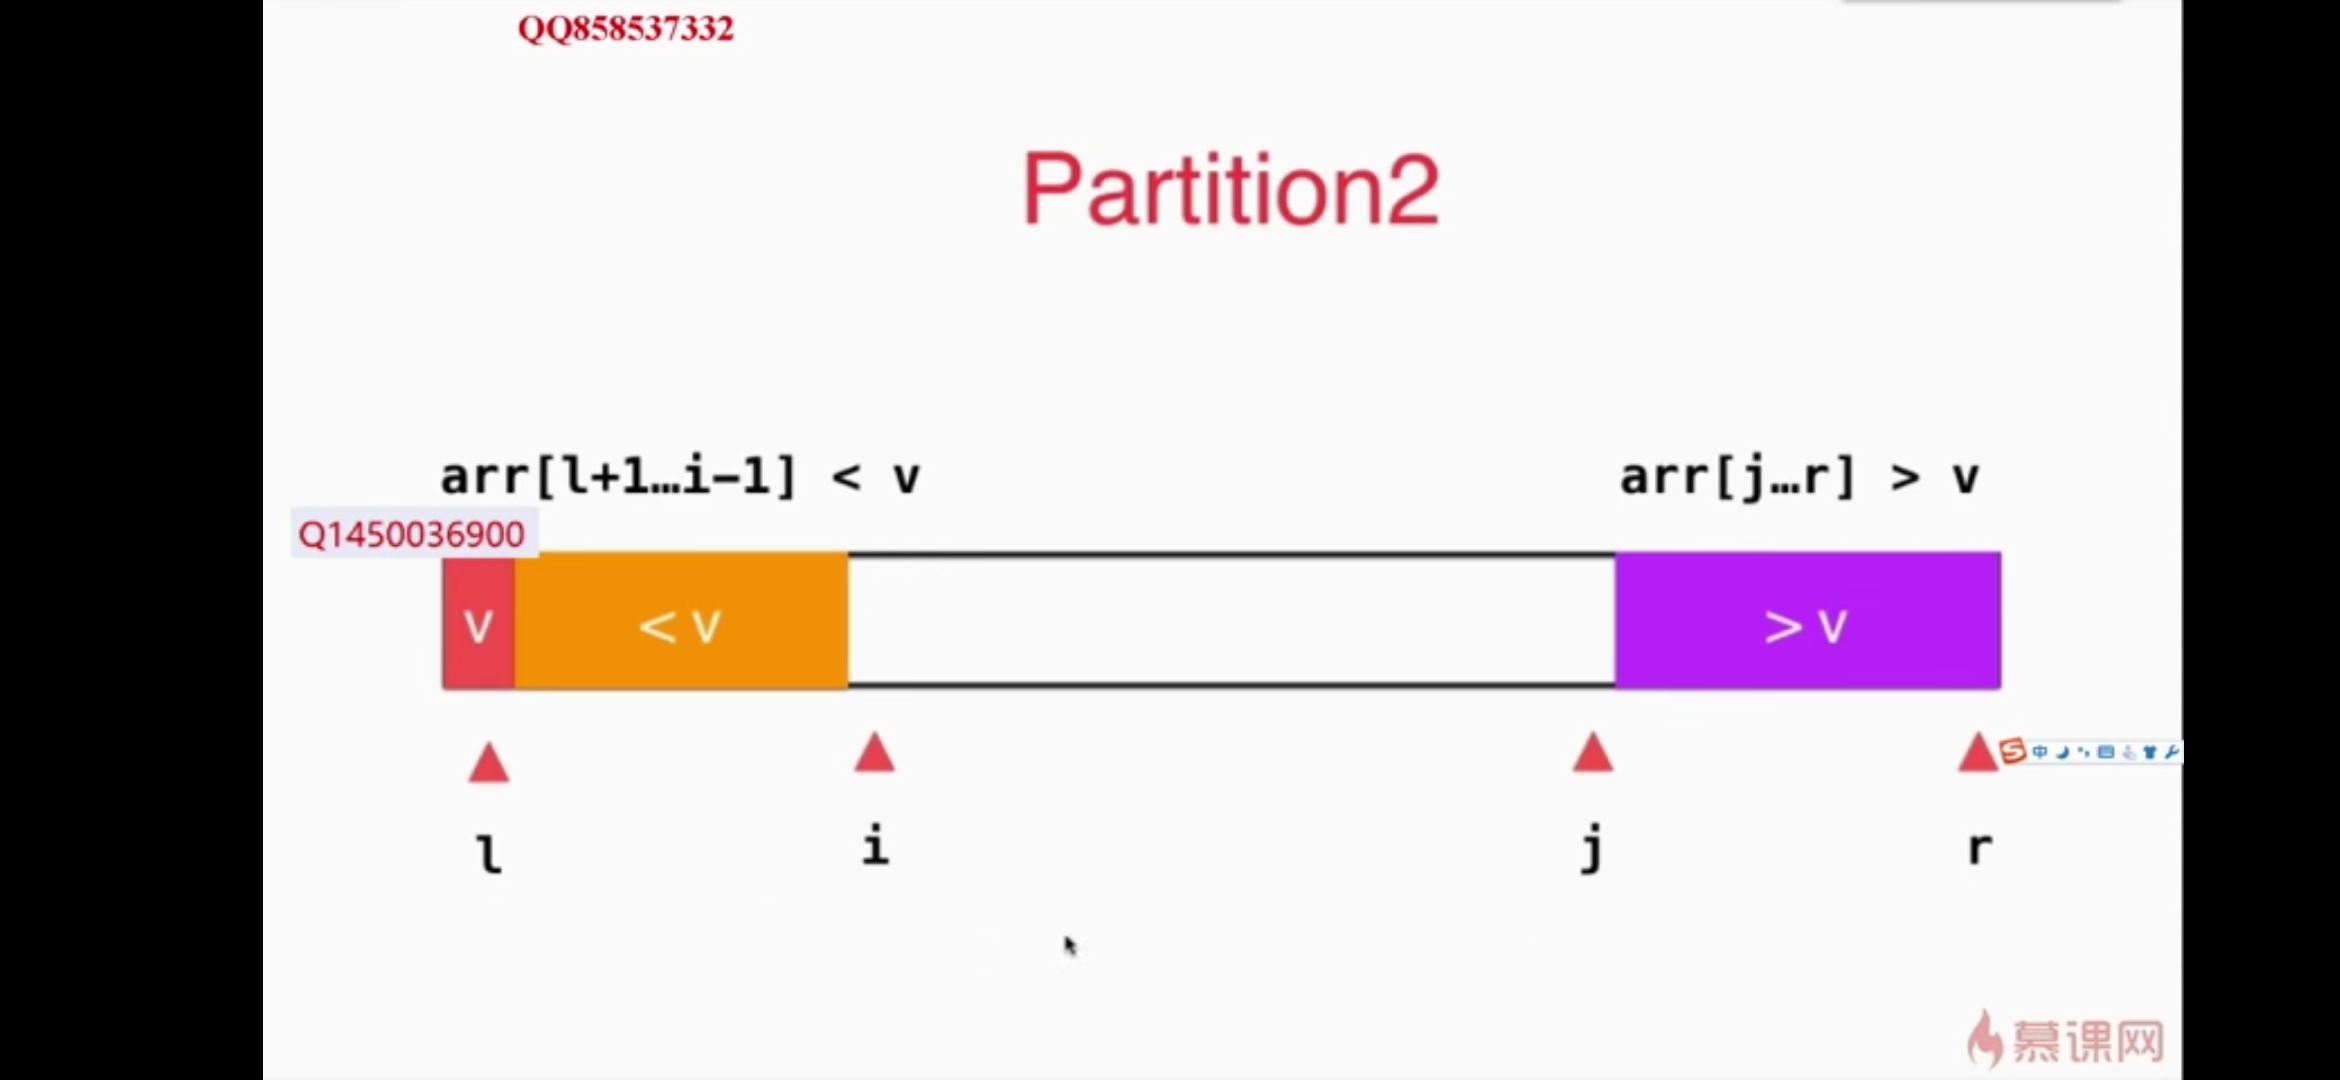 QQ858537332
Partition2
arr[l+1…i-1] < v
arr[j…r] > v
Q1450036900
v
< v
> v
中
l
i
j
r
慕课网